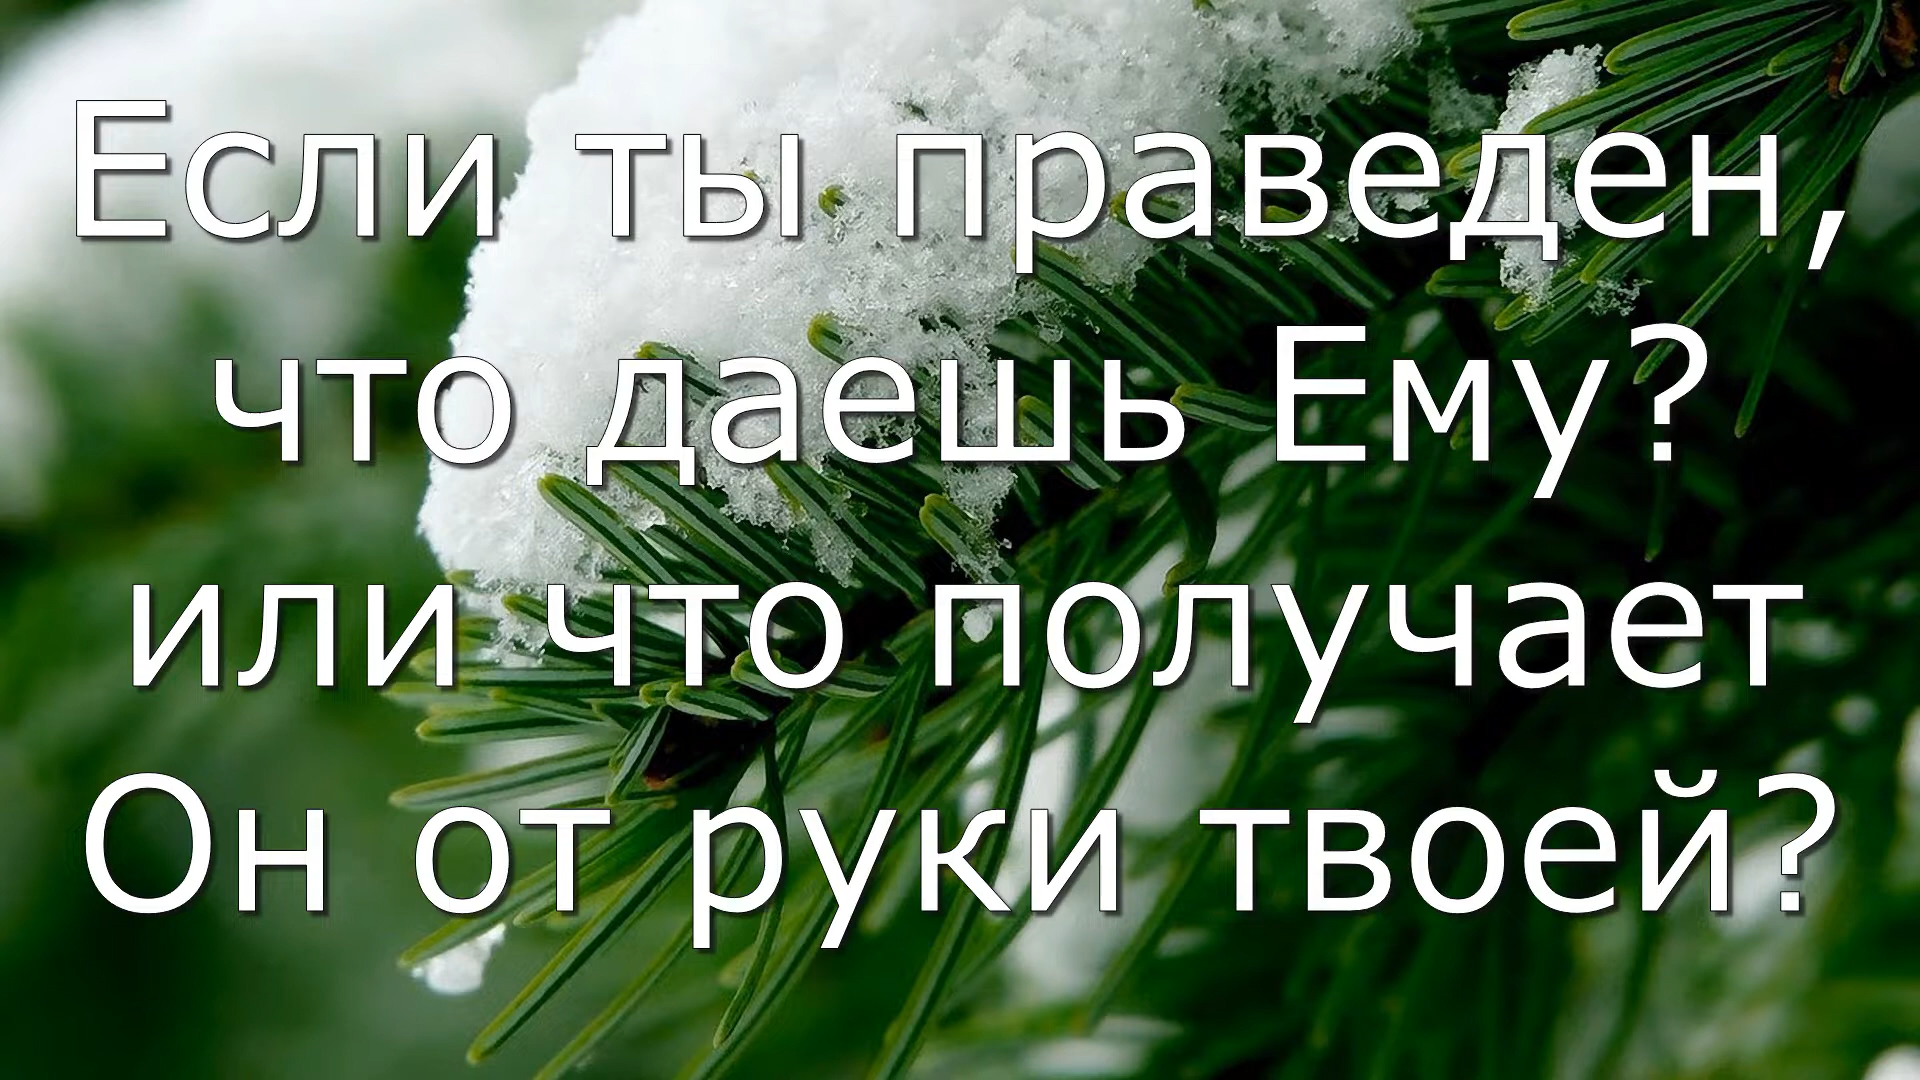 Если ты праведен,
что даешь Ему?
или что получает
Он от руки твоей?